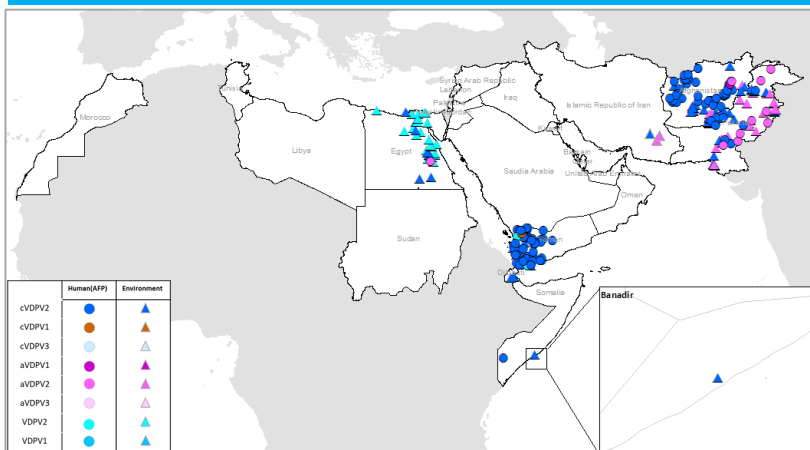 Syrian Arab Republic
Tunisia
Lebanon
Iraq
Afghanistan
Islamic Republic of Iran
Morocco
Kuwait
Libya
Egypt
Bahrain
Qatar
Saudi Arabia
United Arab Emirates
Oman
Sudan
Djibouti
Somalia
Banadir
Human(AFP) Environment
cVDPV2
cVDPV1
cVDPV3
aVDPV1
aVDPV2
aVDPV3
VDPV2
VDPV1